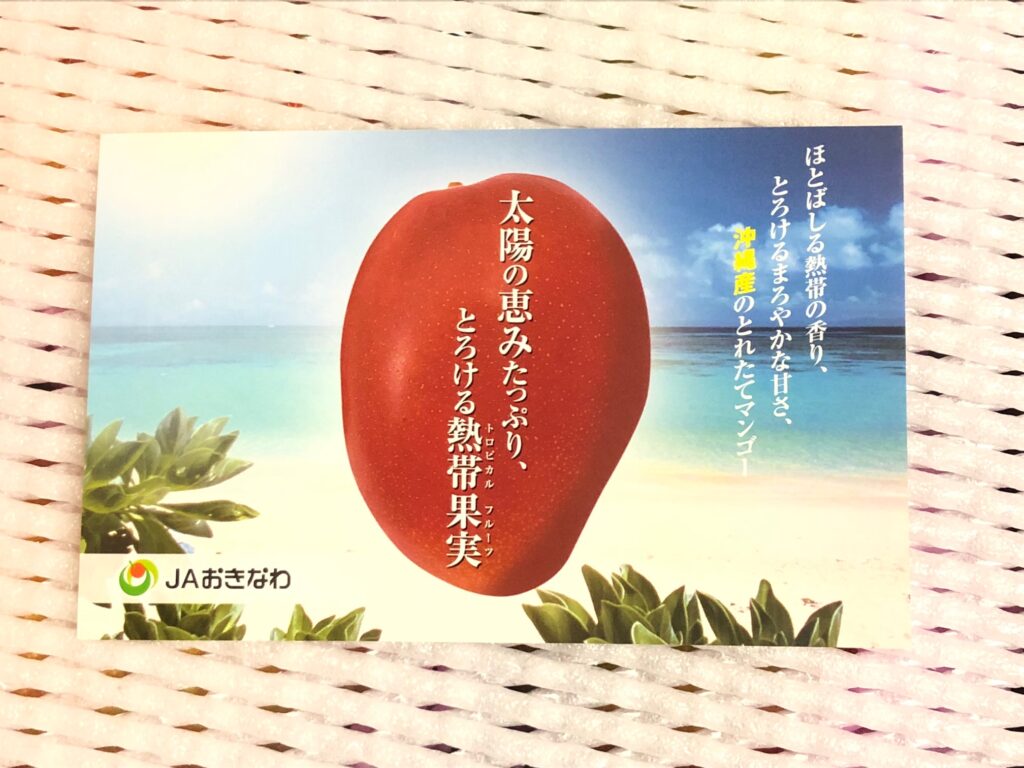 ほとばしる熱帯の香り、
とろけるまろやかな甘さ、
沖縄産のとれたてマンゴー
太陽の恵みたっぷり、
とろける熱帯果実
トロピカル フルーツ
JAおきなわ